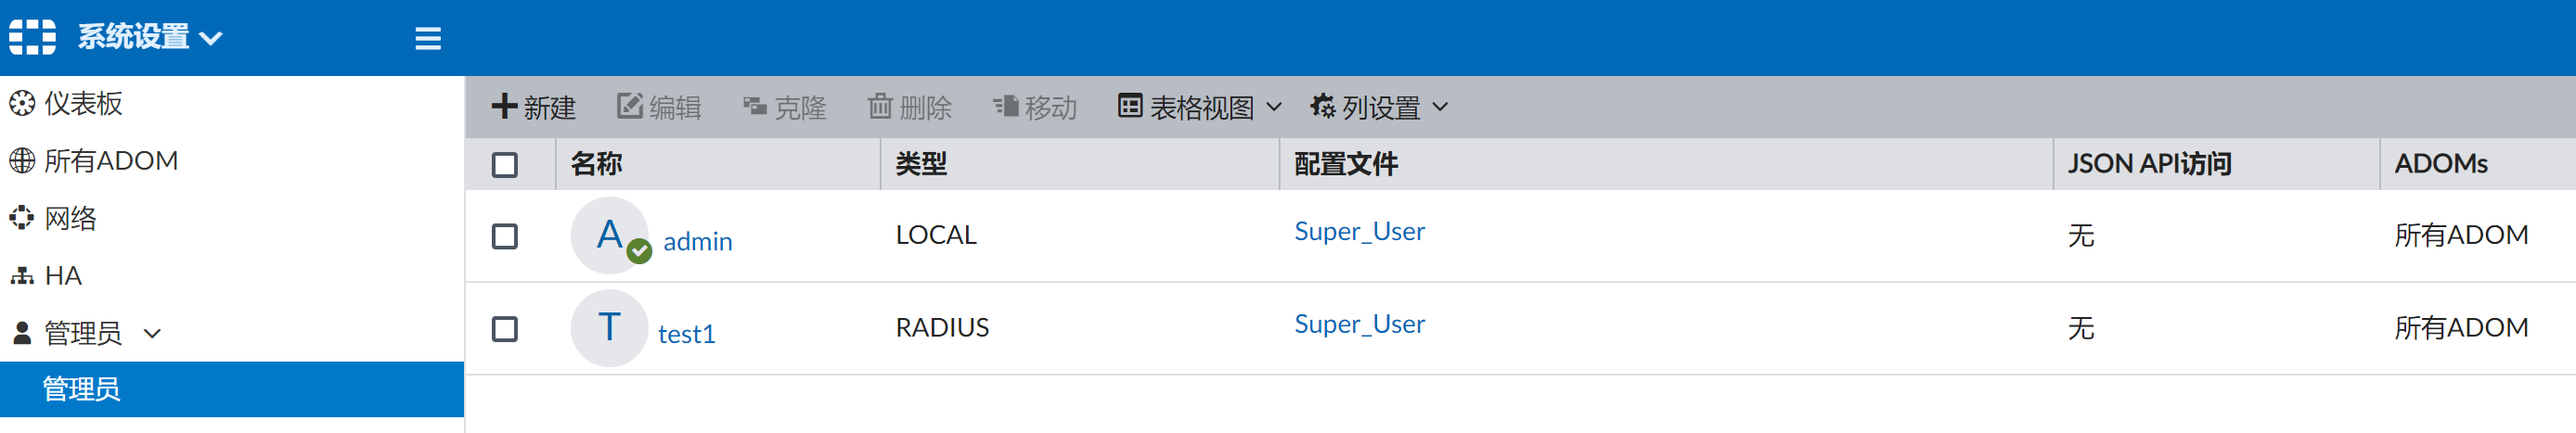 系统设置
仪表板
所有ADOM
网络
HA
管理员
管理员
新建 编辑 克隆 删除 移动 表格视图 列设置
名称 类型 配置文件 JSON API访问 ADOMs
A admin LOCAL Super_User 无 所有ADOM
T test1 RADIUS Super_User 无 所有ADOM